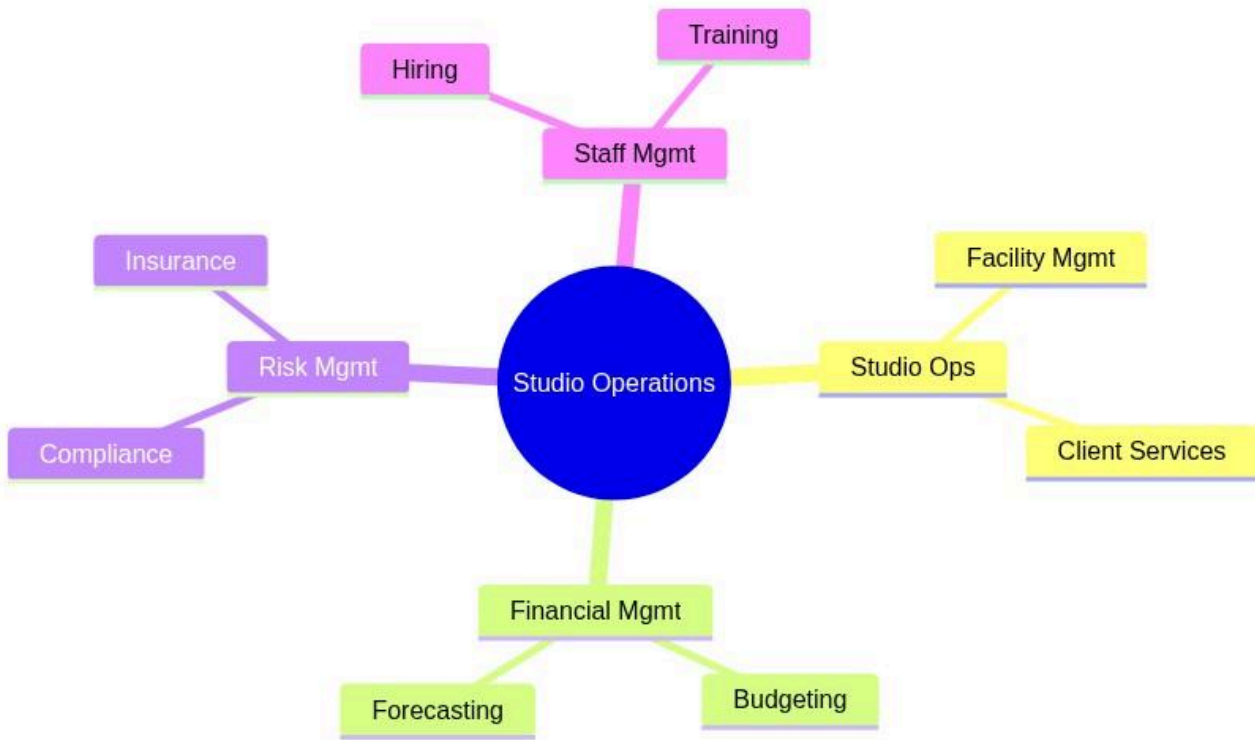 Training
Hiring
Staff Mgmt
Insurance
Facility Mgmt
Risk Mgmt
Studio Operations
Studio Ops
Compliance
Client Services
Financial Mgmt
Forecasting
Budgeting